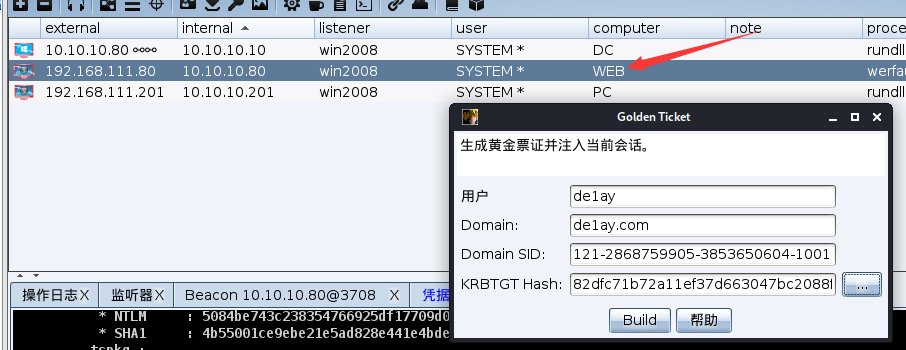 external internal listener user computer note
10.10.10.80 10.10.10.10 win2008 SYSTEM * DC rundll
192.168.111.80 10.10.10.80 win2008 SYSTEM * WEB
192.168.111.201 10.10.10.201 win2008 SYSTEM * PC rundll
Golden Ticket
生成黄金票证并注入当前会话。
用户 de1ay
Domain: de1ay.com
Domain SID: 121-2868759905-3853650604-1001
KRBTGT Hash: 82dfc71b72a11ef37d663047bc2088 ...
Build 帮助
操作日志X 监听器X Beacon 10.10.10.80@3708 X 凭据
* NTLM : 5084be743c238354766925df17709d0
* SHA1 : 4b55001ce9ebe21e5ad828e441e4bde